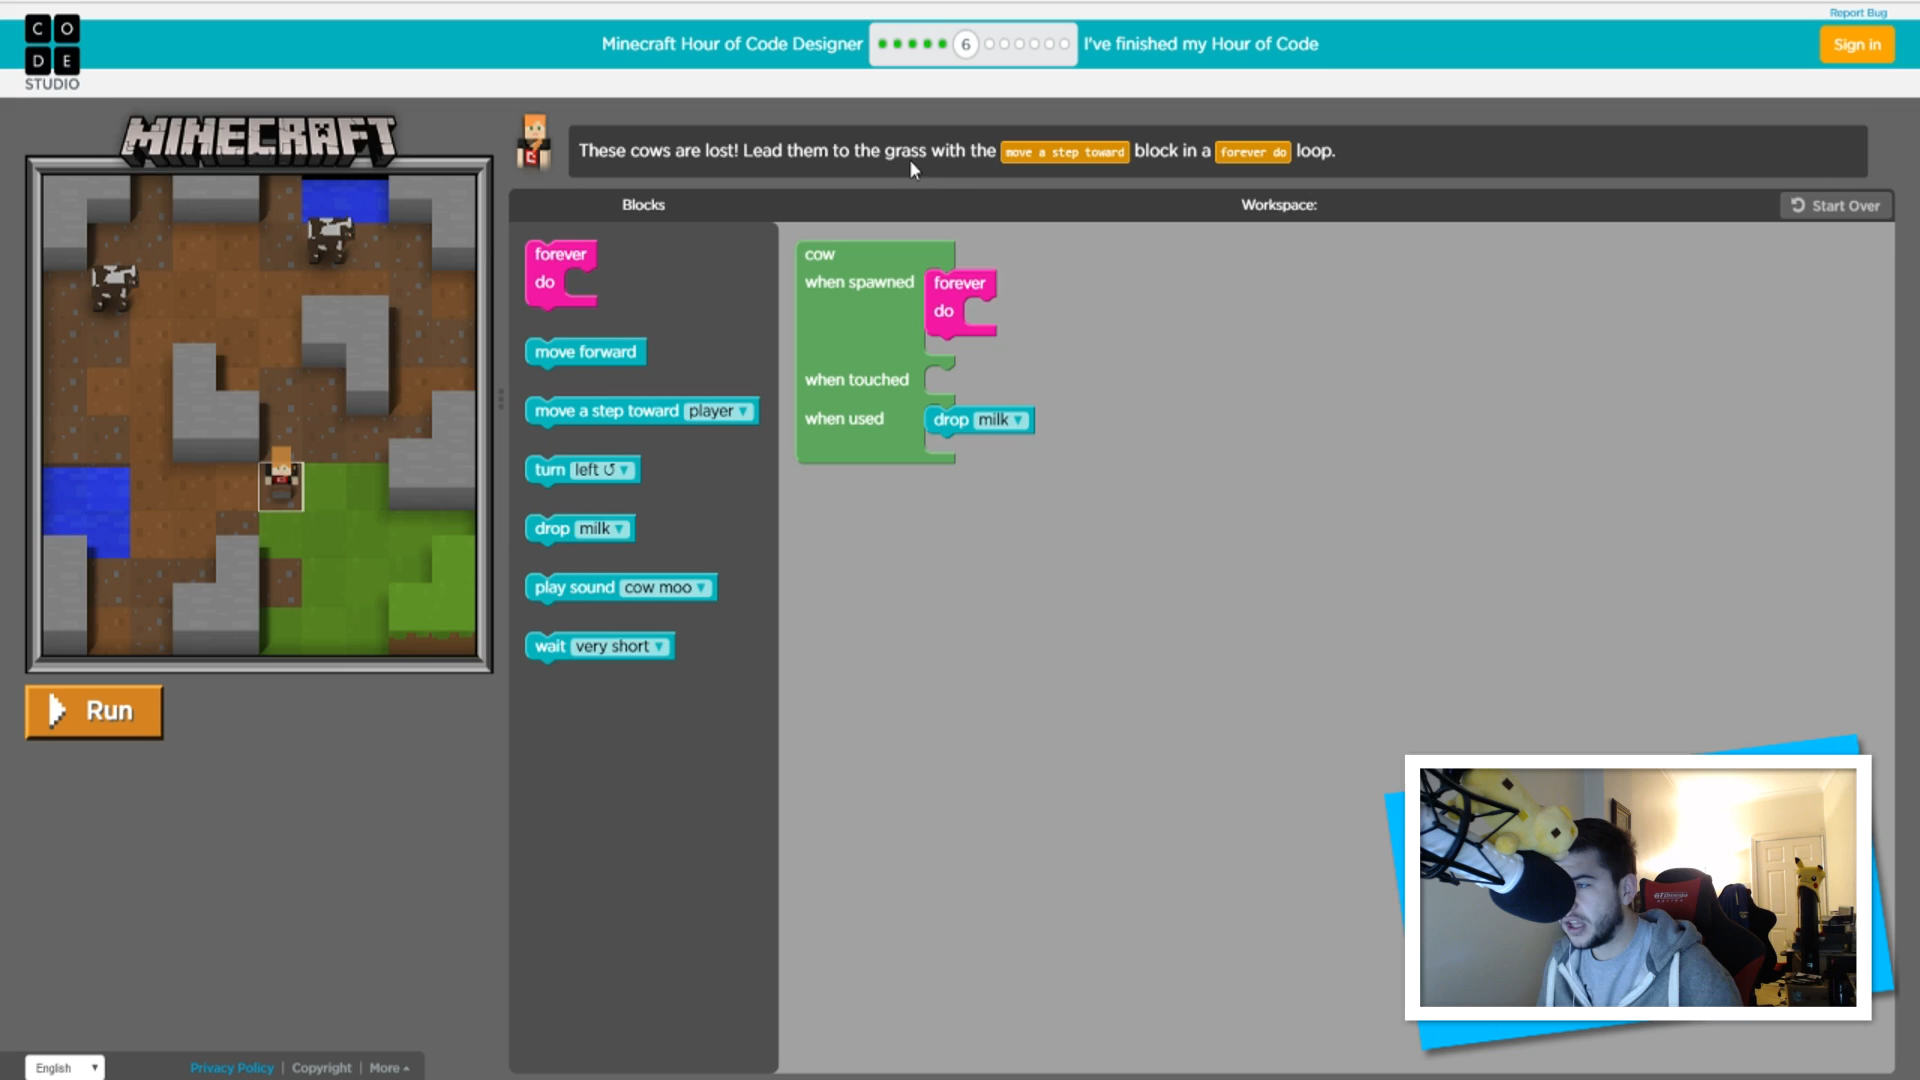 Report Bug
CODE
STUDIO
Minecraft Hour of Code Designer
6
I've finished my Hour of Code
Sign in
MINECRAFT
These cows are lost! Lead them to the grass with the move a step toward block in a forever do loop.
Blocks
Workspace:
Start Over
forever
do
move forward
move a step toward player
turn left
drop milk
play sound cow moo
wait very short
cow
when spawned
forever
do
when touched
when used
drop milk
Run
English
Privacy Policy | Copyright | More